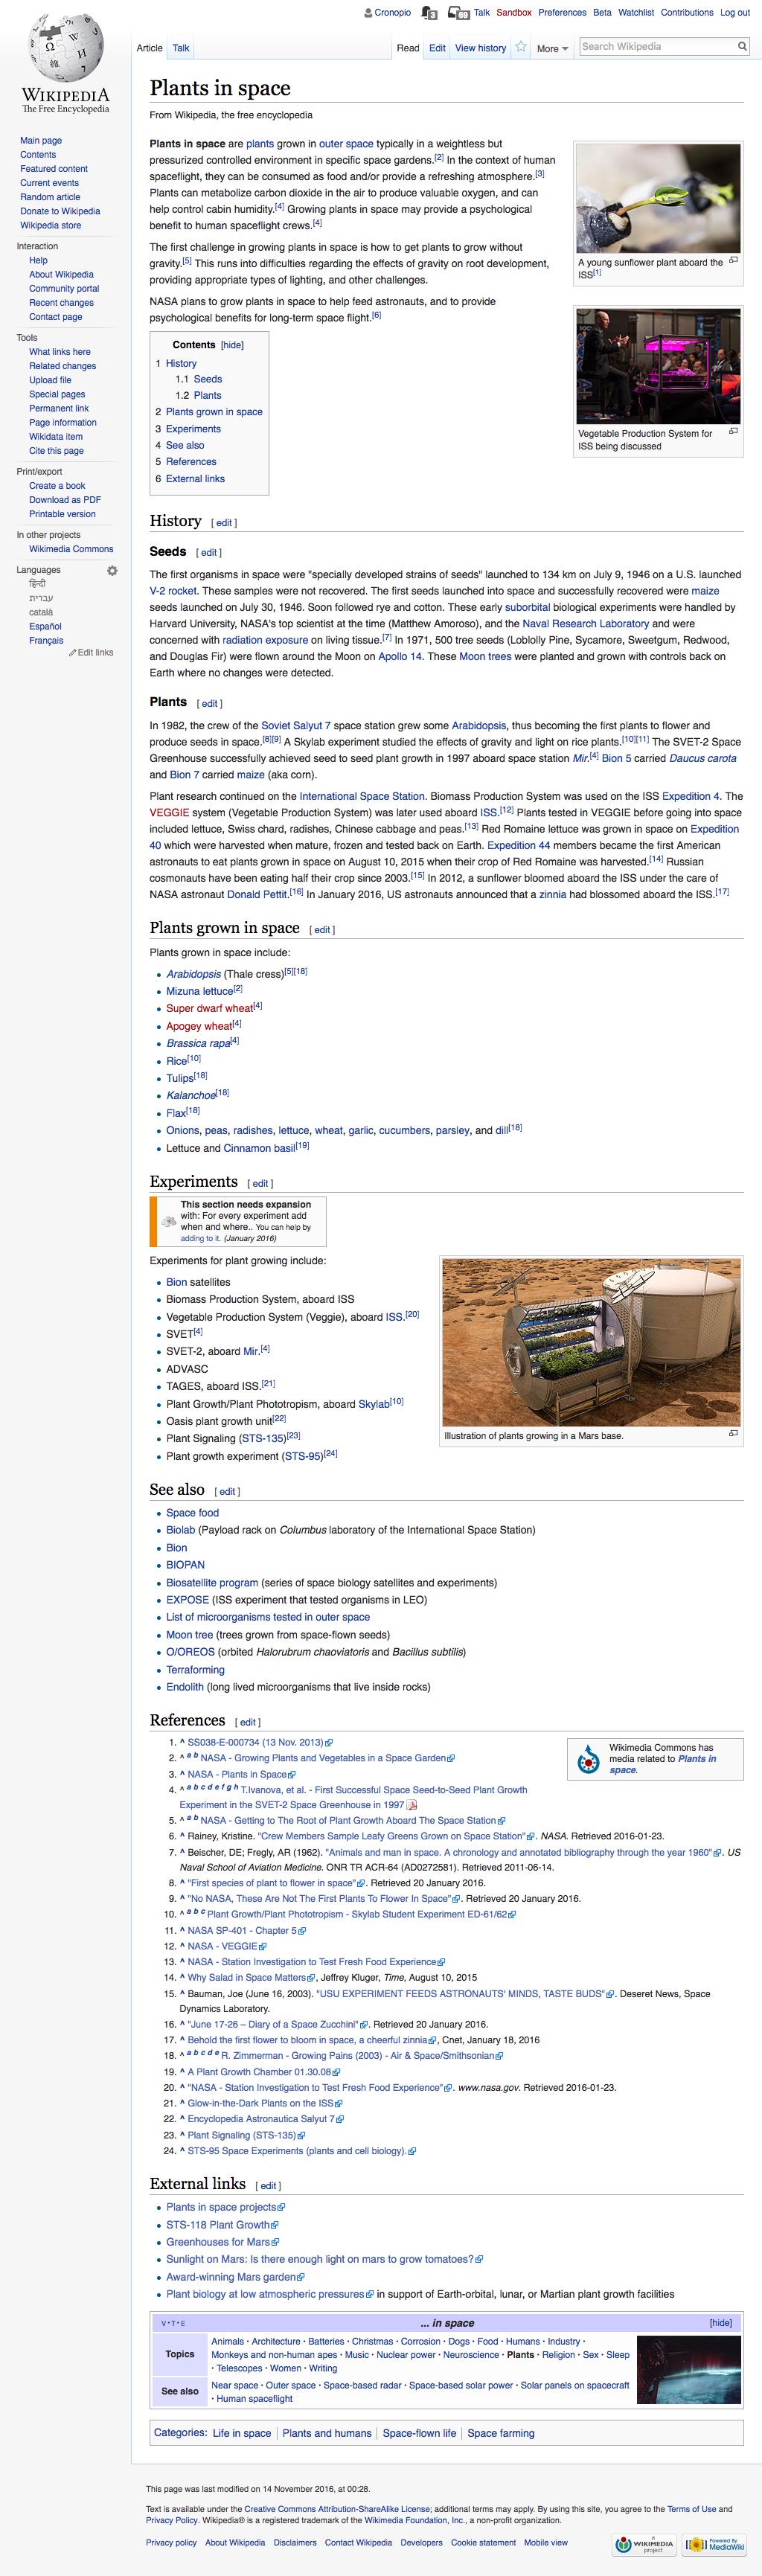 Cronopio 3 69 Talk Sandbox Preferences Beta Watchlist Contributions Log out
Article Talk Read Edit View history More Search Wikipedia
WIKIPEDIA
The Free Encyclopedia
Main page
Contents
Featured content
Current events
Random article
Donate to Wikipedia
Wikipedia store
Interaction
Help
About Wikipedia
Community portal
Recent changes
Contact page
Tools
What links here
Related changes
Upload file
Special pages
Permanent link
Page information
Wikidata item
Cite this page
Print/export
Create a book
Download as PDF
Printable version
In other projects
Wikimedia Commons
Languages
हिन्दी
עברית
català
Español
Français
Edit links
Plants in space
From Wikipedia, the free encyclopedia
Plants in space are plants grown in outer space typically in a weightless but
pressurized controlled environment in specific space gardens.[2] In the context of human
spaceflight, they can be consumed as food and/or provide a refreshing atmosphere.[3]
Plants can metabolize carbon dioxide in the air to produce valuable oxygen, and can
help control cabin humidity.[4] Growing plants in space may provide a psychological
benefit to human spaceflight crews.[4]
The first challenge in growing plants in space is how to get plants to grow without
gravity.[5] This runs into difficulties regarding the effects of gravity on root development,
providing appropriate types of lighting, and other challenges.
NASA plans to grow plants in space to help feed astronauts, and to provide
psychological benefits for long-term space flight.[6]
A young sunflower plant aboard the
ISS[1]
Vegetable Production System for
ISS being discussed
Contents [hide]
1 History
1.1 Seeds
1.2 Plants
2 Plants grown in space
3 Experiments
4 See also
5 References
6 External links
History [ edit ]
Seeds [ edit ]
The first organisms in space were "specially developed strains of seeds" launched to 134 km on July 9, 1946 on a U.S. launched
V-2 rocket. These samples were not recovered. The first seeds launched into space and successfully recovered were maize
seeds launched on July 30, 1946. Soon followed rye and cotton. These early suborbital biological experiments were handled by
Harvard University, NASA's top scientist at the time (Matthew Amoroso), and the Naval Research Laboratory and were
concerned with radiation exposure on living tissue.[7] In 1971, 500 tree seeds (Loblolly Pine, Sycamore, Sweetgum, Redwood,
and Douglas Fir) were flown around the Moon on Apollo 14. These Moon trees were planted and grown with controls back on
Earth where no changes were detected.
Plants [ edit ]
In 1982, the crew of the Soviet Salyut 7 space station grew some Arabidopsis, thus becoming the first plants to flower and
produce seeds in space.[8][9] A Skylab experiment studied the effects of gravity and light on rice plants.[10][11] The SVET-2 Space
Greenhouse successfully achieved seed to seed plant growth in 1997 aboard space station Mir.[4] Bion 5 carried Daucus carota
and Bion 7 carried maize (aka corn).
Plant research continued on the International Space Station. Biomass Production System was used on the ISS Expedition 4. The
VEGGIE system (Vegetable Production System) was later used aboard ISS.[12] Plants tested in VEGGIE before going into space
included lettuce, Swiss chard, radishes, Chinese cabbage and peas.[13] Red Romaine lettuce was grown in space on Expedition
40 which were harvested when mature, frozen and tested back on Earth. Expedition 44 members became the first American
astronauts to eat plants grown in space on August 10, 2015 when their crop of Red Romaine was harvested.[14] Russian
cosmonauts have been eating half their crop since 2003.[15] In 2012, a sunflower bloomed aboard the ISS under the care of
NASA astronaut Donald Pettit.[16] In January 2016, US astronauts announced that a zinnia had blossomed aboard the ISS.[17]
Plants grown in space [ edit ]
Plants grown in space include:
Arabidopsis (Thale cress)[5][18]
Mizuna lettuce[2]
Super dwarf wheat[4]
Apogey wheat[4]
Brassica rapa[4]
Rice[10]
Tulips[18]
Kalanchoe[18]
Flax[18]
Onions, peas, radishes, lettuce, wheat, garlic, cucumbers, parsley, and dill[18]
Lettuce and Cinnamon basil[19]
Experiments [ edit ]
This section needs expansion
with: For every experiment add
when and where.. You can help by
adding to it. (January 2016)
Experiments for plant growing include:
Bion satellites
Biomass Production System, aboard ISS
Vegetable Production System (Veggie), aboard ISS.[20]
SVET[4]
SVET-2, aboard Mir.[4]
ADVASC
TAGES, aboard ISS.[21]
Plant Growth/Plant Phototropism, aboard Skylab[10]
Oasis plant growth unit[22]
Plant Signaling (STS-135)[23]
Plant growth experiment (STS-95)[24]
Illustration of plants growing in a Mars base.
See also [ edit ]
Space food
Biolab (Payload rack on Columbus laboratory of the International Space Station)
Bion
BIOPAN
Biosatellite program (series of space biology satellites and experiments)
EXPOSE (ISS experiment that tested organisms in LEO)
List of microorganisms tested in outer space
Moon tree (trees grown from space-flown seeds)
O/OREOS (orbited Halorubrum chaoviatoris and Bacillus subtilis)
Terraforming
Endolith (long lived microorganisms that live inside rocks)
References [ edit ]
1. ^ SS038-E-000734 (13 Nov. 2013)
2. ^ a b NASA - Growing Plants and Vegetables in a Space Garden
3. ^ NASA - Plants in Space
4. ^ a b c d e f g h T.Ivanova, et al. - First Successful Space Seed-to-Seed Plant Growth
Experiment in the SVET-2 Space Greenhouse in 1997
5. ^ a b NASA - Getting to The Root of Plant Growth Aboard The Space Station
6. ^ Rainey, Kristine. "Crew Members Sample Leafy Greens Grown on Space Station". NASA. Retrieved 2016-01-23.
7. ^ Beischer, DE; Fregly, AR (1962). "Animals and man in space. A chronology and annotated bibliography through the year 1960". US
Naval School of Aviation Medicine. ONR TR ACR-64 (AD0272581). Retrieved 2011-06-14.
8. ^ "First species of plant to flower in space". Retrieved 20 January 2016.
9. ^ "No NASA, These Are Not The First Plants To Flower In Space". Retrieved 20 January 2016.
10. ^ a b c Plant Growth/Plant Phototropism - Skylab Student Experiment ED-61/62
11. ^ NASA SP-401 - Chapter 5
12. ^ NASA - VEGGIE
13. ^ NASA - Station Investigation to Test Fresh Food Experience
14. ^ Why Salad in Space Matters, Jeffrey Kluger, Time, August 10, 2015
15. ^ Bauman, Joe (June 16, 2003). "USU EXPERIMENT FEEDS ASTRONAUTS' MINDS, TASTE BUDS". Deseret News, Space
Dynamics Laboratory.
16. ^ "June 17-26 – Diary of a Space Zucchini". Retrieved 20 January 2016.
17. ^ Behold the first flower to bloom in space, a cheerful zinnia, Cnet, January 18, 2016
18. ^ a b c d e R. Zimmerman - Growing Pains (2003) - Air & Space/Smithsonian
19. ^ A Plant Growth Chamber 01.30.08
20. ^ "NASA - Station Investigation to Test Fresh Food Experience". www.nasa.gov. Retrieved 2016-01-23.
21. ^ Glow-in-the-Dark Plants on the ISS
22. ^ Encyclopedia Astronautica Salyut 7
23. ^ Plant Signaling (STS-135)
24. ^ STS-95 Space Experiments (plants and cell biology).
Wikimedia Commons has
media related to Plants in
space.
External links [ edit ]
Plants in space projects
STS-118 Plant Growth
Greenhouses for Mars
Sunlight on Mars: Is there enough light on mars to grow tomatoes?
Award-winning Mars garden
Plant biology at low atmospheric pressures in support of Earth-orbital, lunar, or Martian plant growth facilities
V · T · E ... in space [hide]
Topics
Animals · Architecture · Batteries · Christmas · Corrosion · Dogs · Food · Humans · Industry ·
Monkeys and non-human apes · Music · Nuclear power · Neuroscience · Plants · Religion · Sex · Sleep
· Telescopes · Women · Writing
See also
Near space · Outer space · Space-based radar · Space-based solar power · Solar panels on spacecraft
· Human spaceflight
Categories: Life in space | Plants and humans | Space-flown life | Space farming
This page was last modified on 14 November 2016, at 00:28.
Text is available under the Creative Commons Attribution-ShareAlike License; additional terms may apply. By using this site, you agree to the Terms of Use and
Privacy Policy. Wikipedia® is a registered trademark of the Wikimedia Foundation, Inc., a non-profit organization.
Privacy policy About Wikipedia Disclaimers Contact Wikipedia Developers Cookie statement Mobile view
A WIKIMEDIA project
Powered By MediaWiki